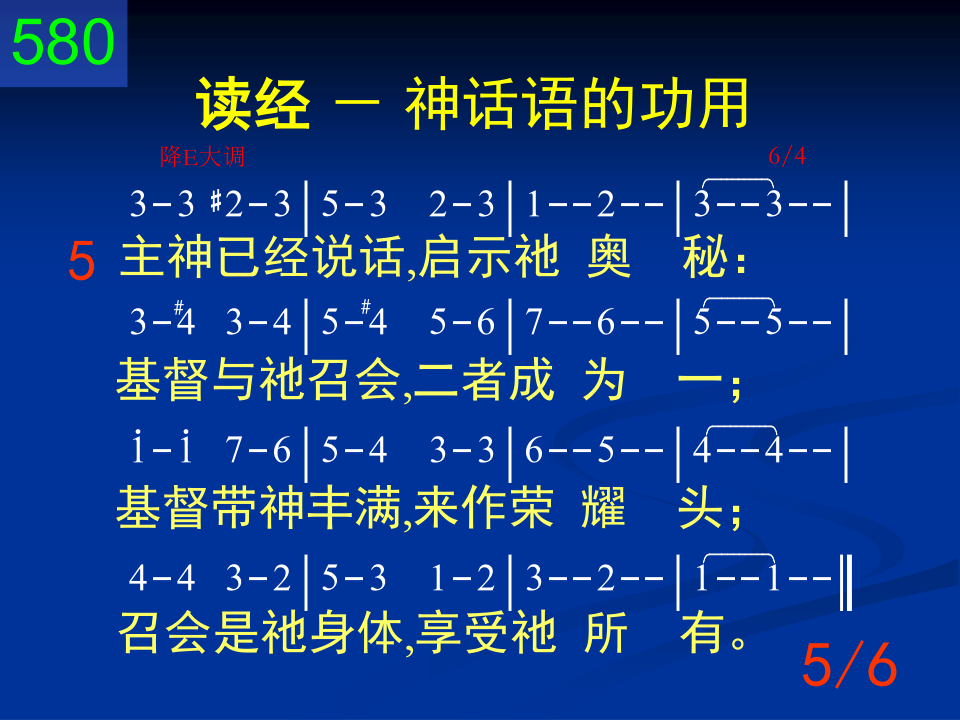 580
读经 － 神话语的功用
降E大调 6/4
3-3 #2-3|5-3 2-3|1--2--|3--3--|
5 主神已经说话,启示祂 奥 秘：
3-#4 3-4|5-#4 5-6|7--6--|5--5--|
基督与祂召会,二者成 为 一；
i-i 7-6|5-4 3-3|6--5--|4--4--|
基督带神丰满,来作荣 耀 头；
4-4 3-2|5-3 1-2|3--2--|1--1--‖
召会是祂身体,享受祂 所 有。
5/6